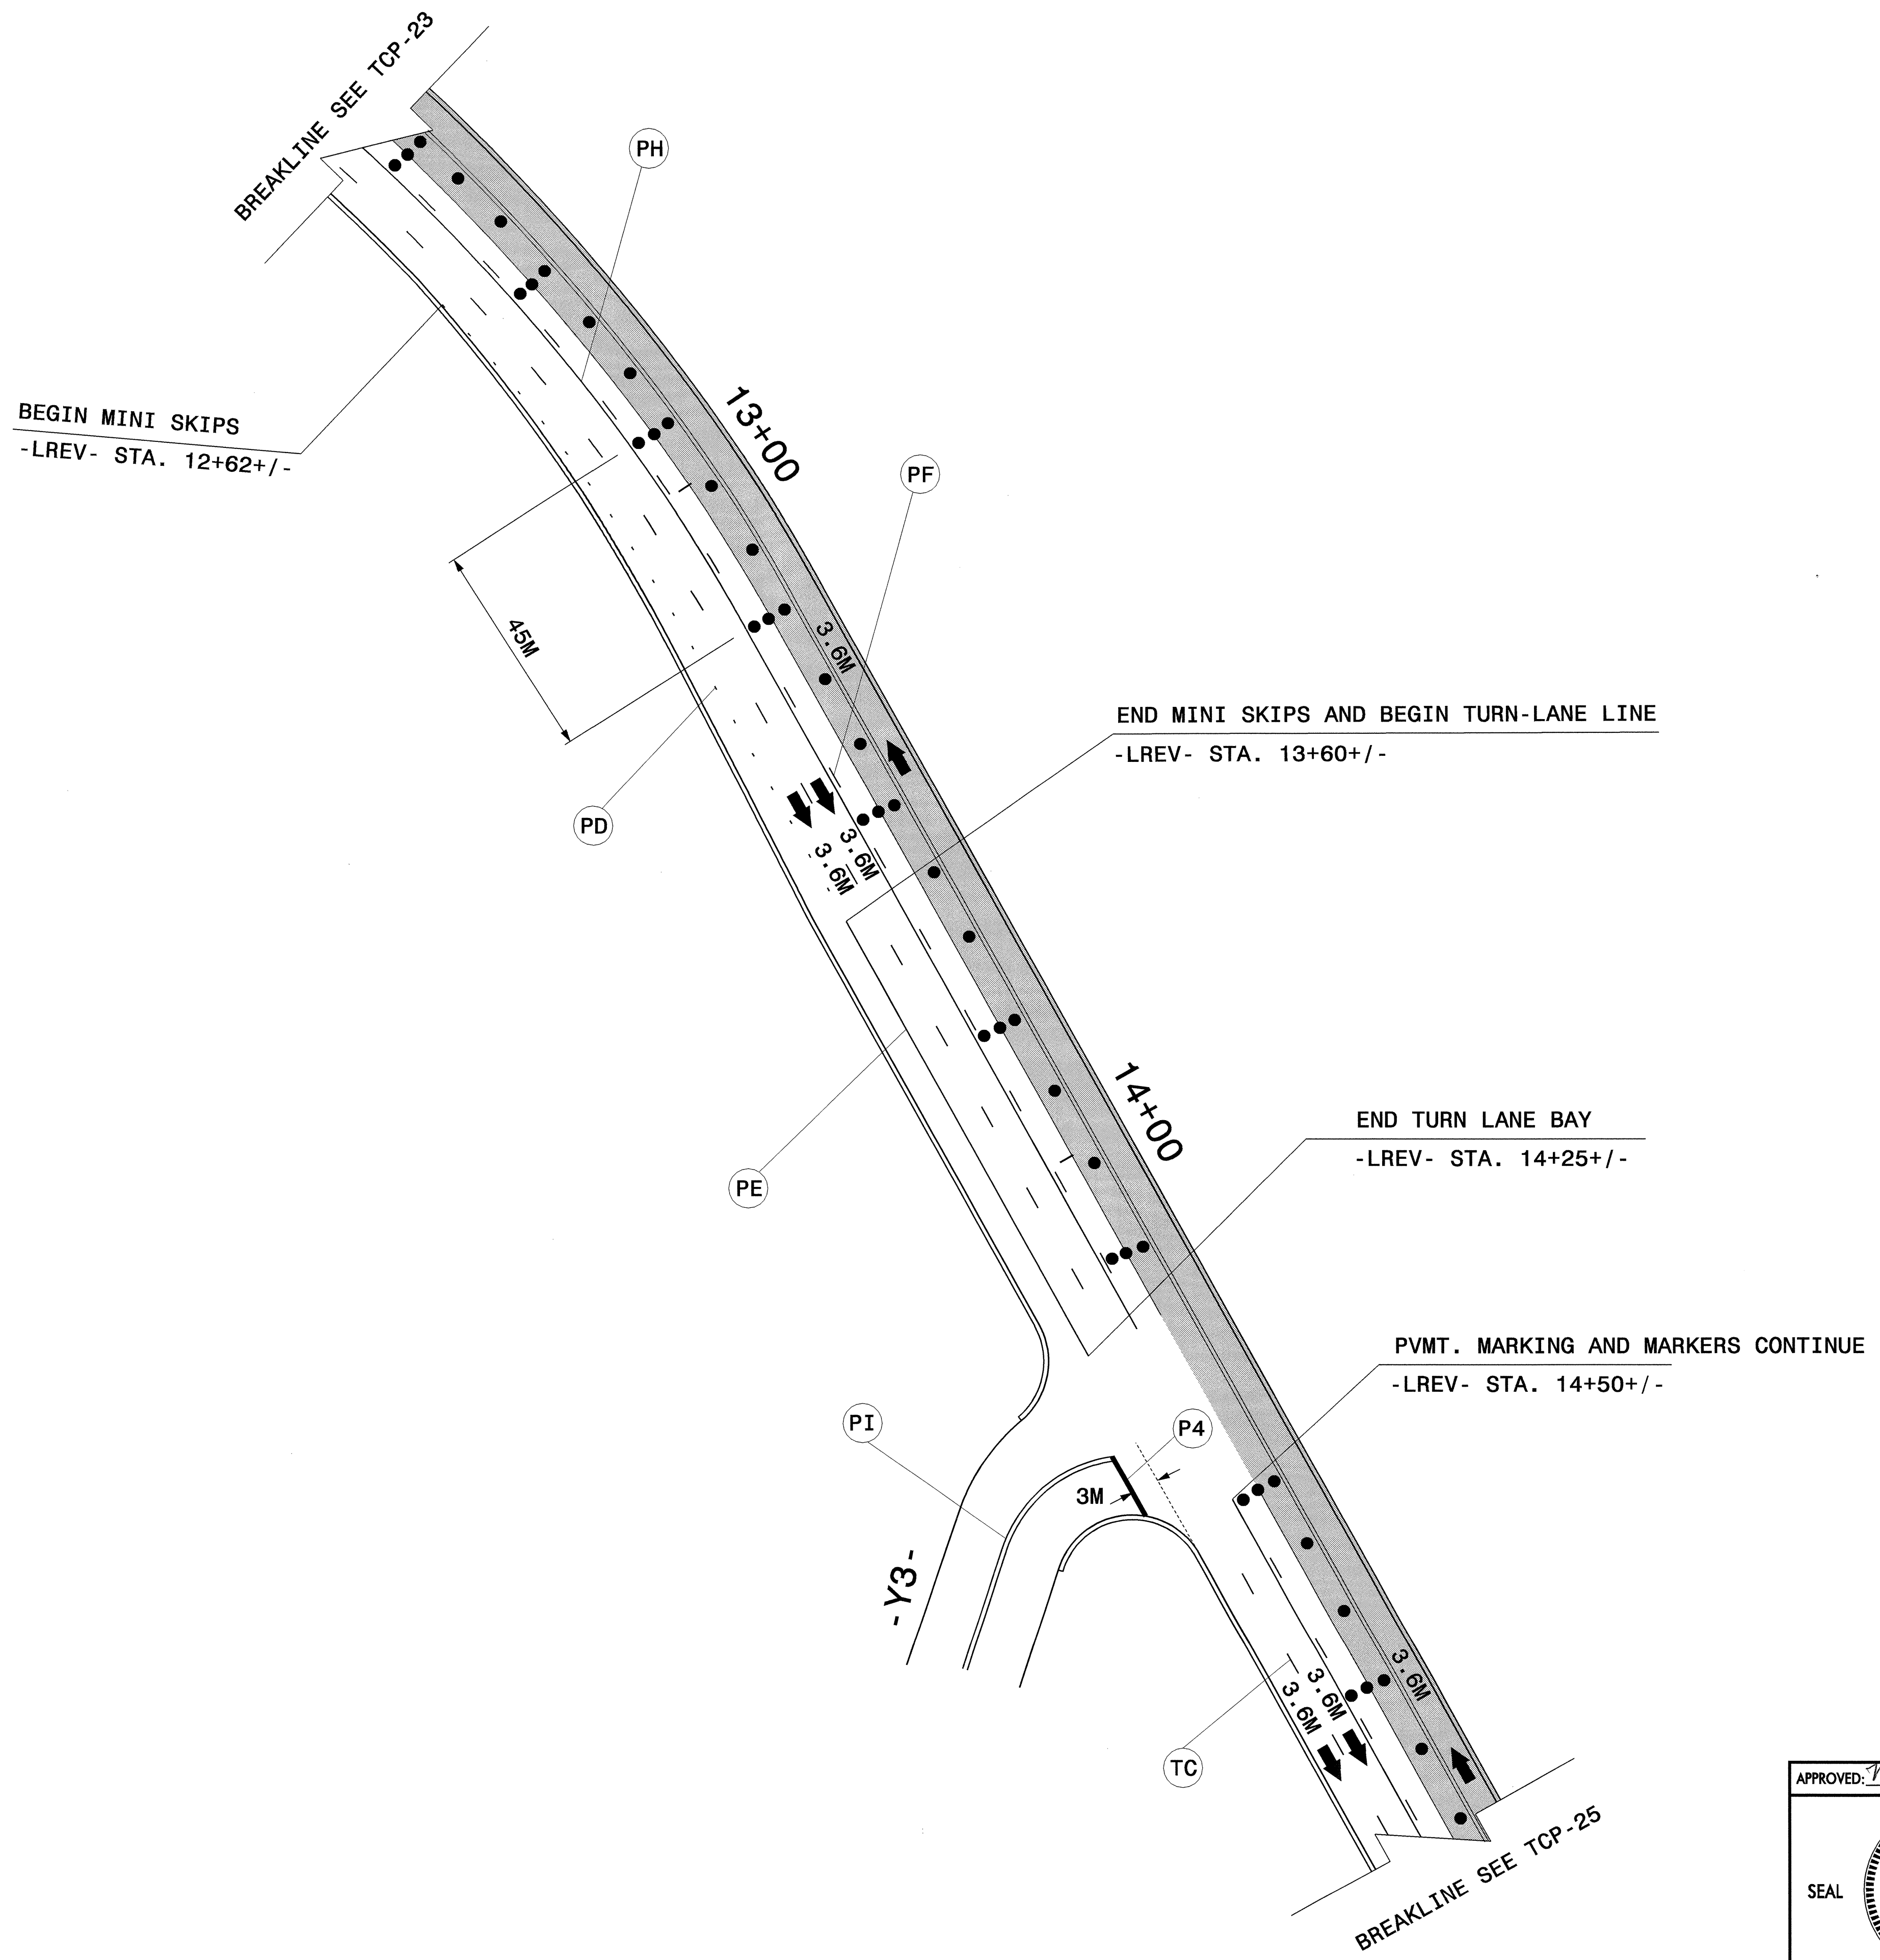 BREAKLINE SEE TCP-23
PH
13+00
BEGIN MINI SKIPS
-LREV- STA. 12+62+/-
PF
45M
3.6M
END MINI SKIPS AND BEGIN TURN-LANE LINE
-LREV- STA. 13+60+/-
PD
3.6M
3.6M
14+00
END TURN LANE BAY
-LREV- STA. 14+25+/-
PE
PVMT. MARKING AND MARKERS CONTINUE
-LREV- STA. 14+50+/-
PI
P4
3M
-Y3-
3.6M
3.6M
3.6M
TC
APPROVED:
BREAKLINE SEE TCP-25
SEAL